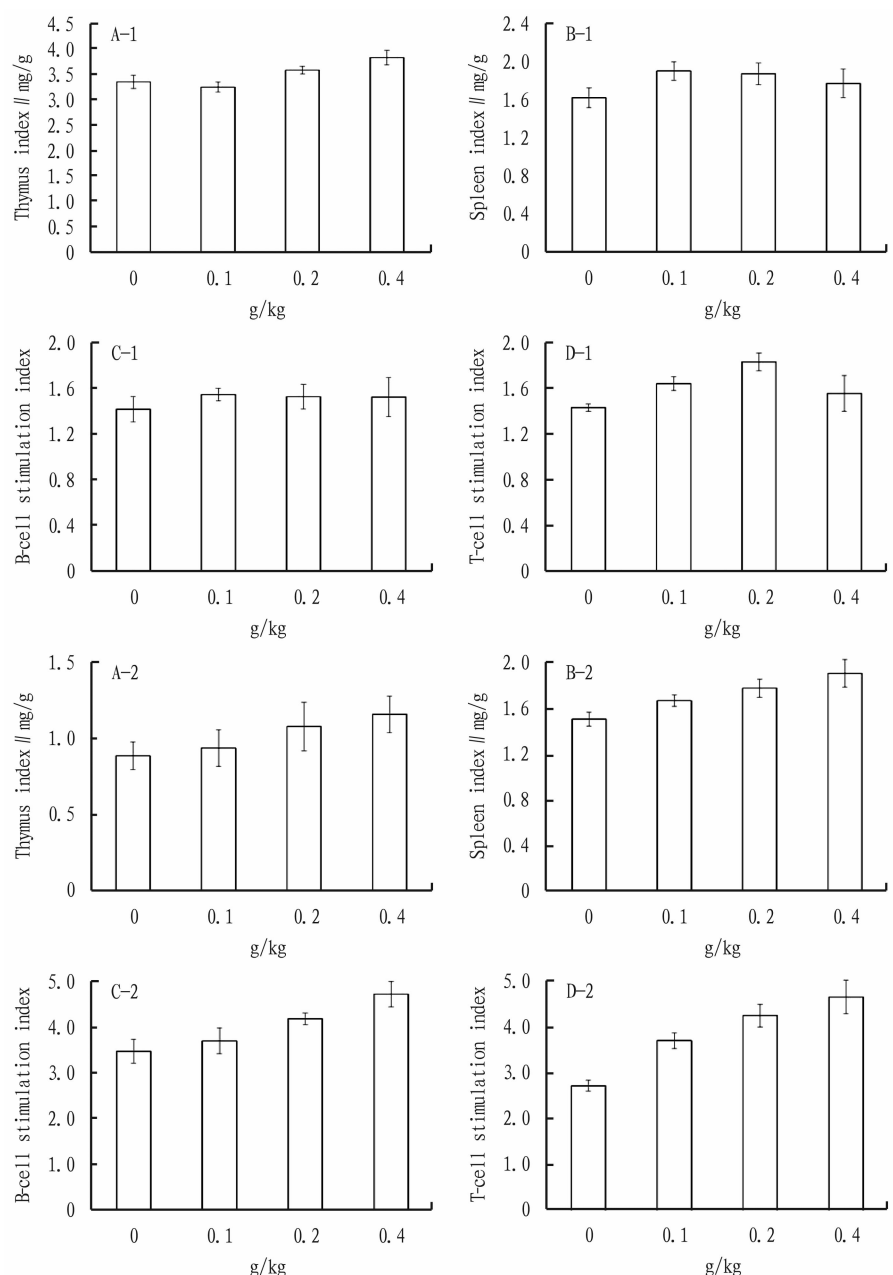 A-1
Thymus index∥mg/g
4.5
4.0
3.5
3.0
2.5
2.0
1.5
1.0
0.5
0
0 0.1 0.2 0.4
g/kg
B-1
Spleen index∥mg/g
2.4
2.0
1.6
1.2
0.8
0.4
0
0 0.1 0.2 0.4
g/kg
C-1
B-cell stimulation index
2.0
1.6
1.2
0.8
0.4
0
0 0.1 0.2 0.4
g/kg
D-1
T-cell stimulation index
2.0
1.6
1.2
0.8
0.4
0
0 0.1 0.2 0.4
g/kg
A-2
Thymus index∥mg/g
1.5
1.0
0.5
0
0 0.1 0.2 0.4
g/kg
B-2
Spleen index∥mg/g
2.0
1.6
1.2
0.8
0.4
0
0 0.1 0.2 0.4
g/kg
C-2
B-cell stimulation index
5.0
4.0
3.0
2.0
1.0
0
0 0.1 0.2 0.4
g/kg
D-2
T-cell stimulation index
5.0
4.0
3.0
2.0
1.0
0
0 0.1 0.2 0.4
g/kg